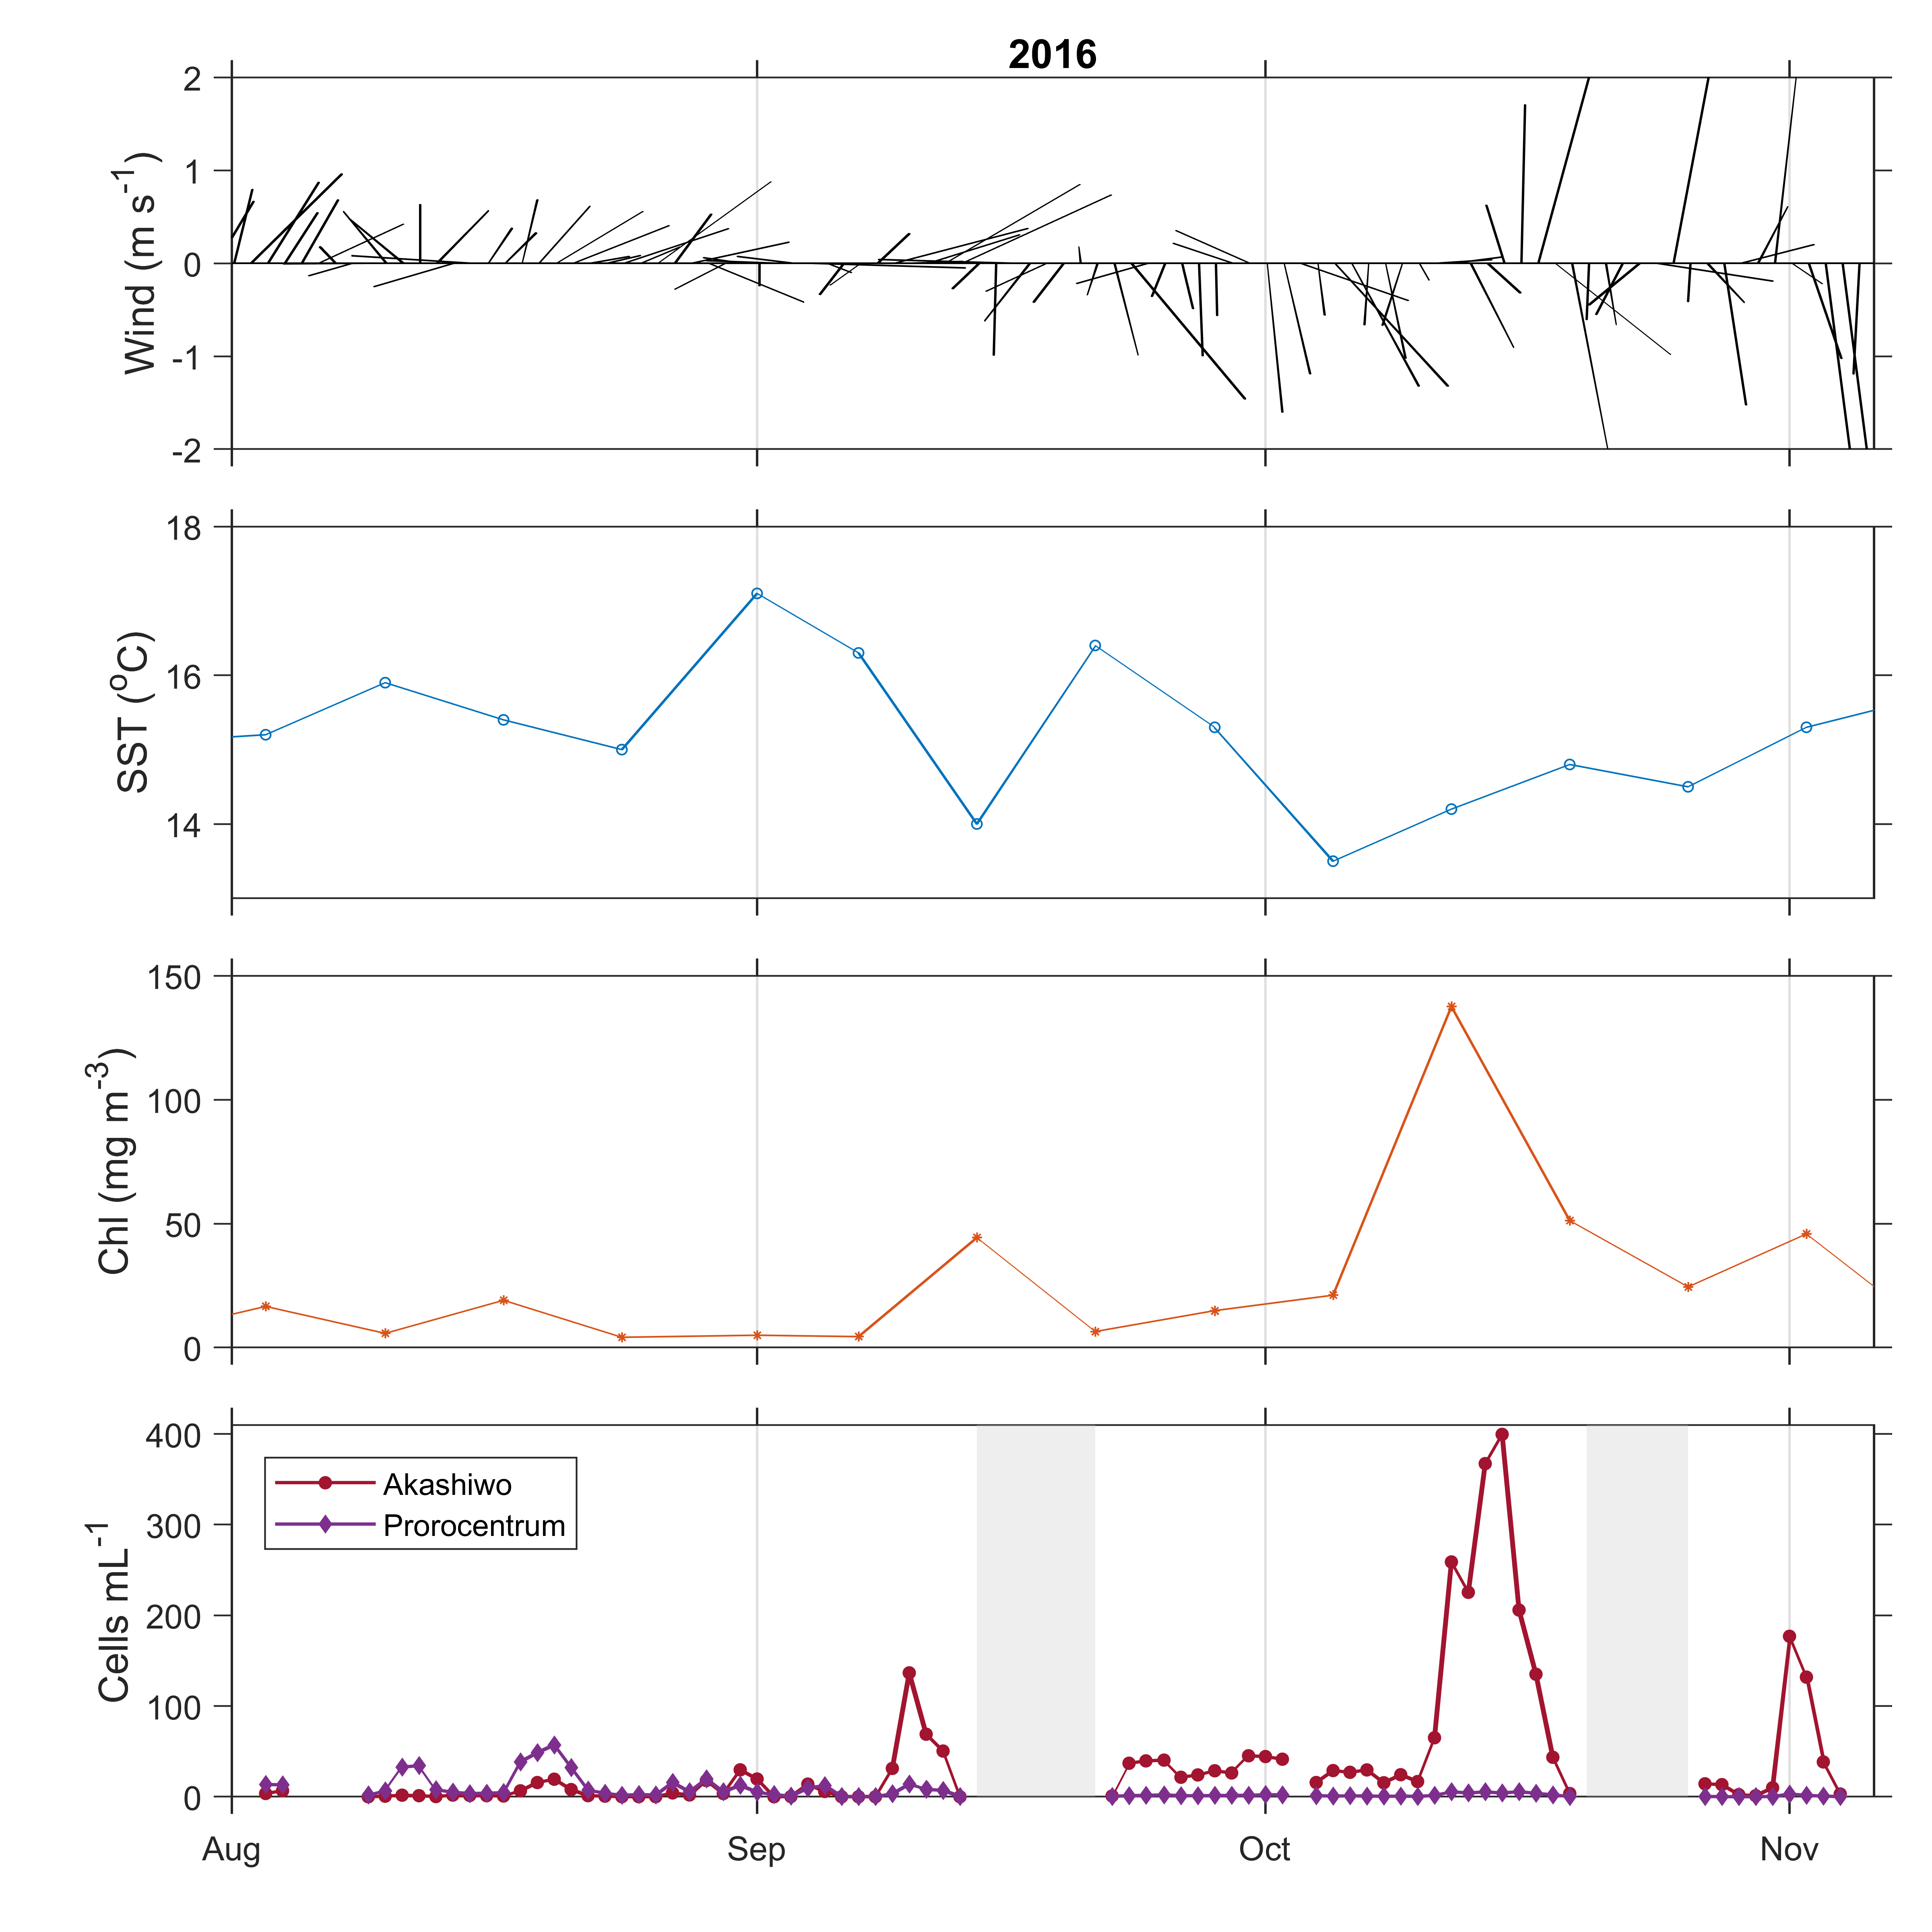 2016
2
1
0
-1
-2
Wind (m s-1)
18
16
14
SST (oC)
150
100
50
0
Chl (mg m-3)
400
300
200
100
0
Cells mL-1
Akashiwo
Prorocentrum
Aug Sep Oct Nov